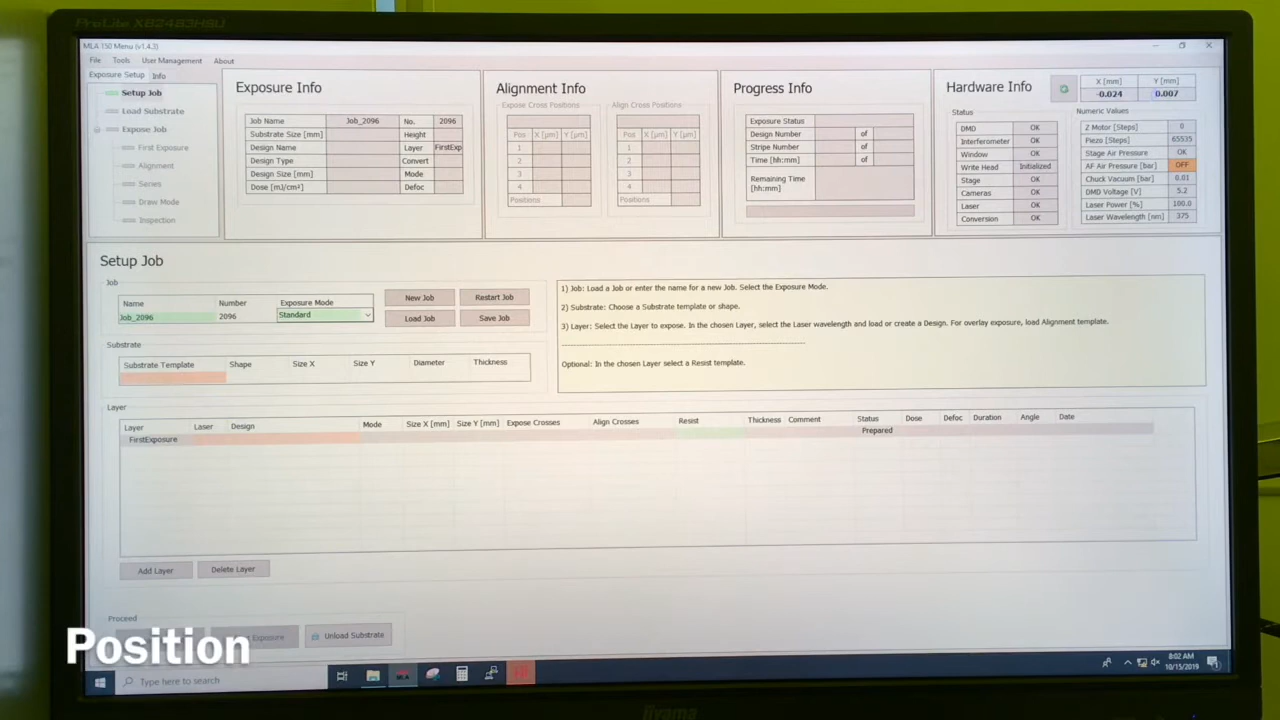 ProLite XB2483HSU
MLA 150 Menu (v1.4.3)
File Tools User Management About
Exposure Setup Info
Setup Job
Load Substrate
Expose Job
First Exposure
Alignment
Series
Draw Mode
Inspection
Exposure Info
Job Name Job_2096 No. 2096
Substrate Size [mm] Height
Design Name Layer FirstExp
Design Type Convert
Design Size [mm] Mode
Dose [mJ/cm²] Defoc
Alignment Info
Expose Cross Positions Align Cross Positions
Pos X [µm] Y [µm] Pos X [µm] Y [µm]
1 1
2 2
3 3
4 4
Positions Positions
Progress Info
Exposure Status
Design Number of
Stripe Number of
Time [hh:mm] of
Remaining Time
[hh:mm]
Hardware Info
X [mm] Y [mm]
-0.024 0.007
Status
DMD OK
Interferometer OK
Window OK
Write Head Initialized
Stage OK
Cameras OK
Laser OK
Conversion OK
Numeric Values
Z Motor [Steps] 0
Piezo [Steps] 65535
Stage Air Pressure OK
AF Air Pressure [bar] OFF
Chuck Vacuum [bar] 0.01
DMD Voltage [V] 5.2
Laser Power [%] 100.0
Laser Wavelength [nm] 375
Setup Job
Job
Name Number Exposure Mode
Job_2096 2096 Standard
New Job Restart Job
Load Job Save Job
Substrate
Substrate Template Shape Size X Size Y Diameter Thickness
1) Job: Load a Job or enter the name for a new Job. Select the Exposure Mode.
2) Substrate: Choose a Substrate template or shape.
3) Layer: Select the Layer to expose. In the chosen Layer, select the Laser wavelength and load or create a Design. For overlay exposure, load Alignment template.
Optional: In the chosen Layer select a Resist template.
Layer
Layer Laser Design Mode Size X [mm] Size Y [mm] Expose Crosses Align Crosses Resist Thickness Comment Status Dose Defoc Duration Angle Date
FirstExposure Prepared
Add Layer Delete Layer
Proceed
Exposure Unload Substrate
Position
Type here to search
MLA
8:02 AM
10/15/2019
iiyama